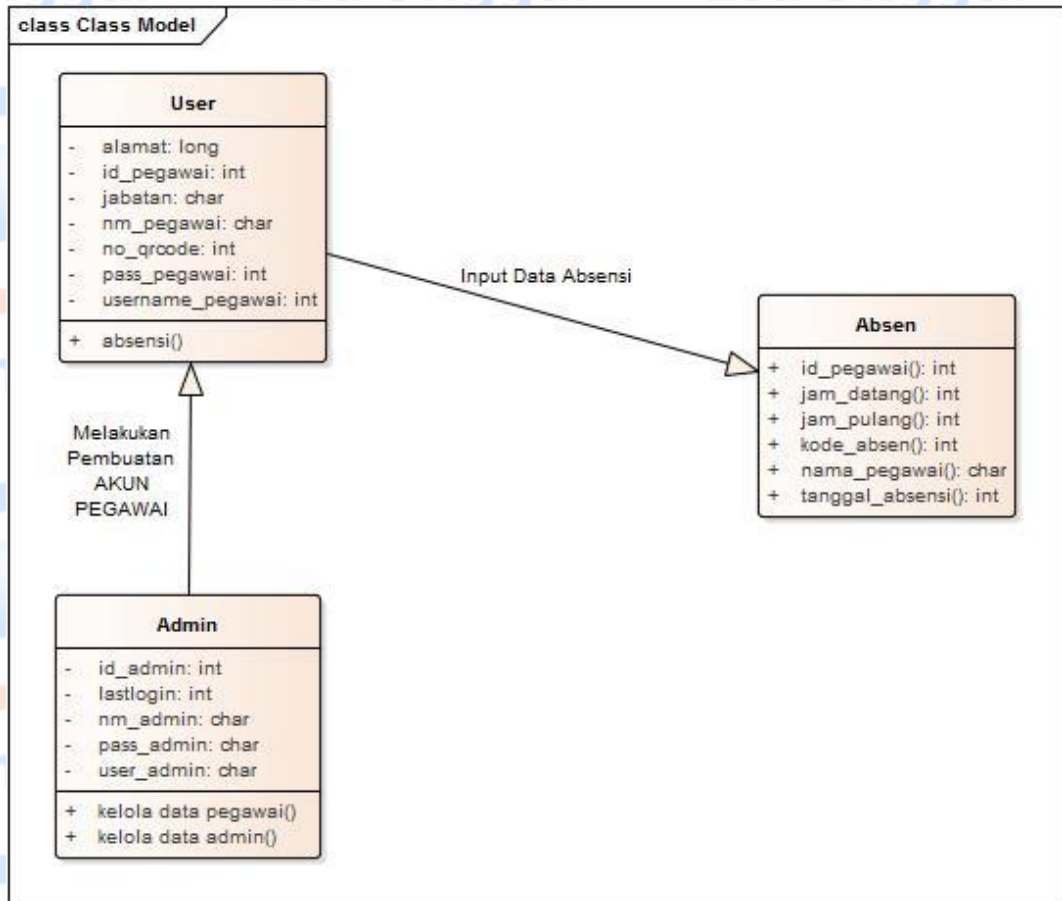 class Class Model
User
- alamat: long
- id_pegawai: int
- jabatan: char
- nm_pegawai: char
- no_qrcode: int
- pass_pegawai: int
- username_pegawai: int
+ absensi()
Input Data Absensi
Absen
+ id_pegawai(): int
+ jam_datang(): int
+ jam_pulang(): int
+ kode_absen(): int
+ nama_pegawai(): char
+ tanggal_absensi(): int
Melakukan
Pembuatan
AKUN
PEGAWAI
Admin
- id_admin: int
- lastlogin: int
- nm_admin: char
- pass_admin: char
- user_admin: char
+ kelola data pegawai()
+ kelola data admin()